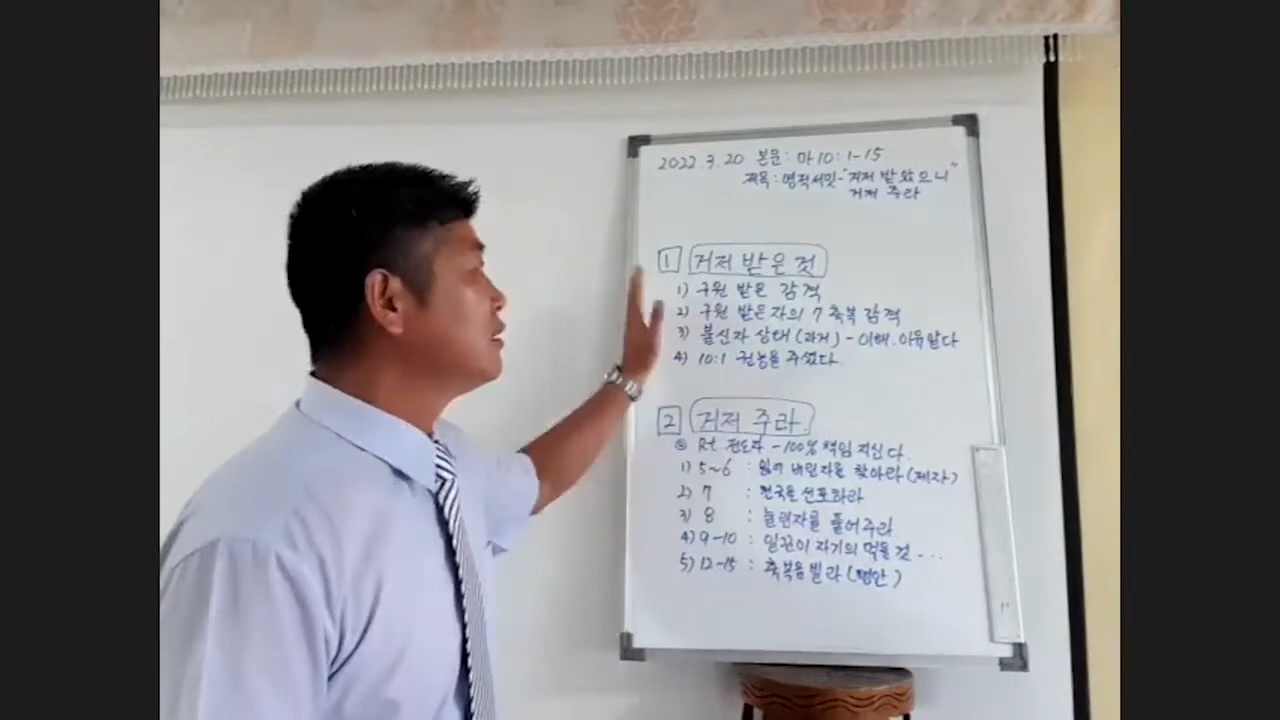 2022.3.20 본문: 마10:1-15
제목: 영적서밋-"거저 받았으니"
거저 주라
1 거저 받은 것
1) 구원 받은 감격
2) 구원 받은자의 7 축복 감격
3) 불신자 상태(과거) - 이해.이유알다
4) 10:1 권능을 주셨다.
2 거저 주라.
◎ Rt. 전도자 - 100% 책임지신다.
1) 5~6 : 잃어버린자를 찾아라(제자)
2) 7 : 천국을 선포하라
3) 8 : 눌린자를 풀어주라.
4) 9-10 : 일꾼이 자기의 먹을 것 ...
5) 12-15 : 축복을 빌라(평안)